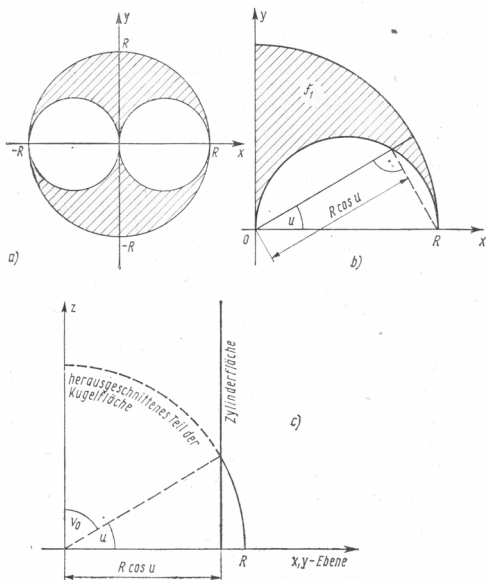 y
R
-R
R
x
-R
a)
y
f₁
u
R cos u
0
R
x
b)
z
herausgeschnittenes Teil der
Kugelfläche
Zylinderfläche
c)
v₀
u
R cos u
R
x,y-Ebene